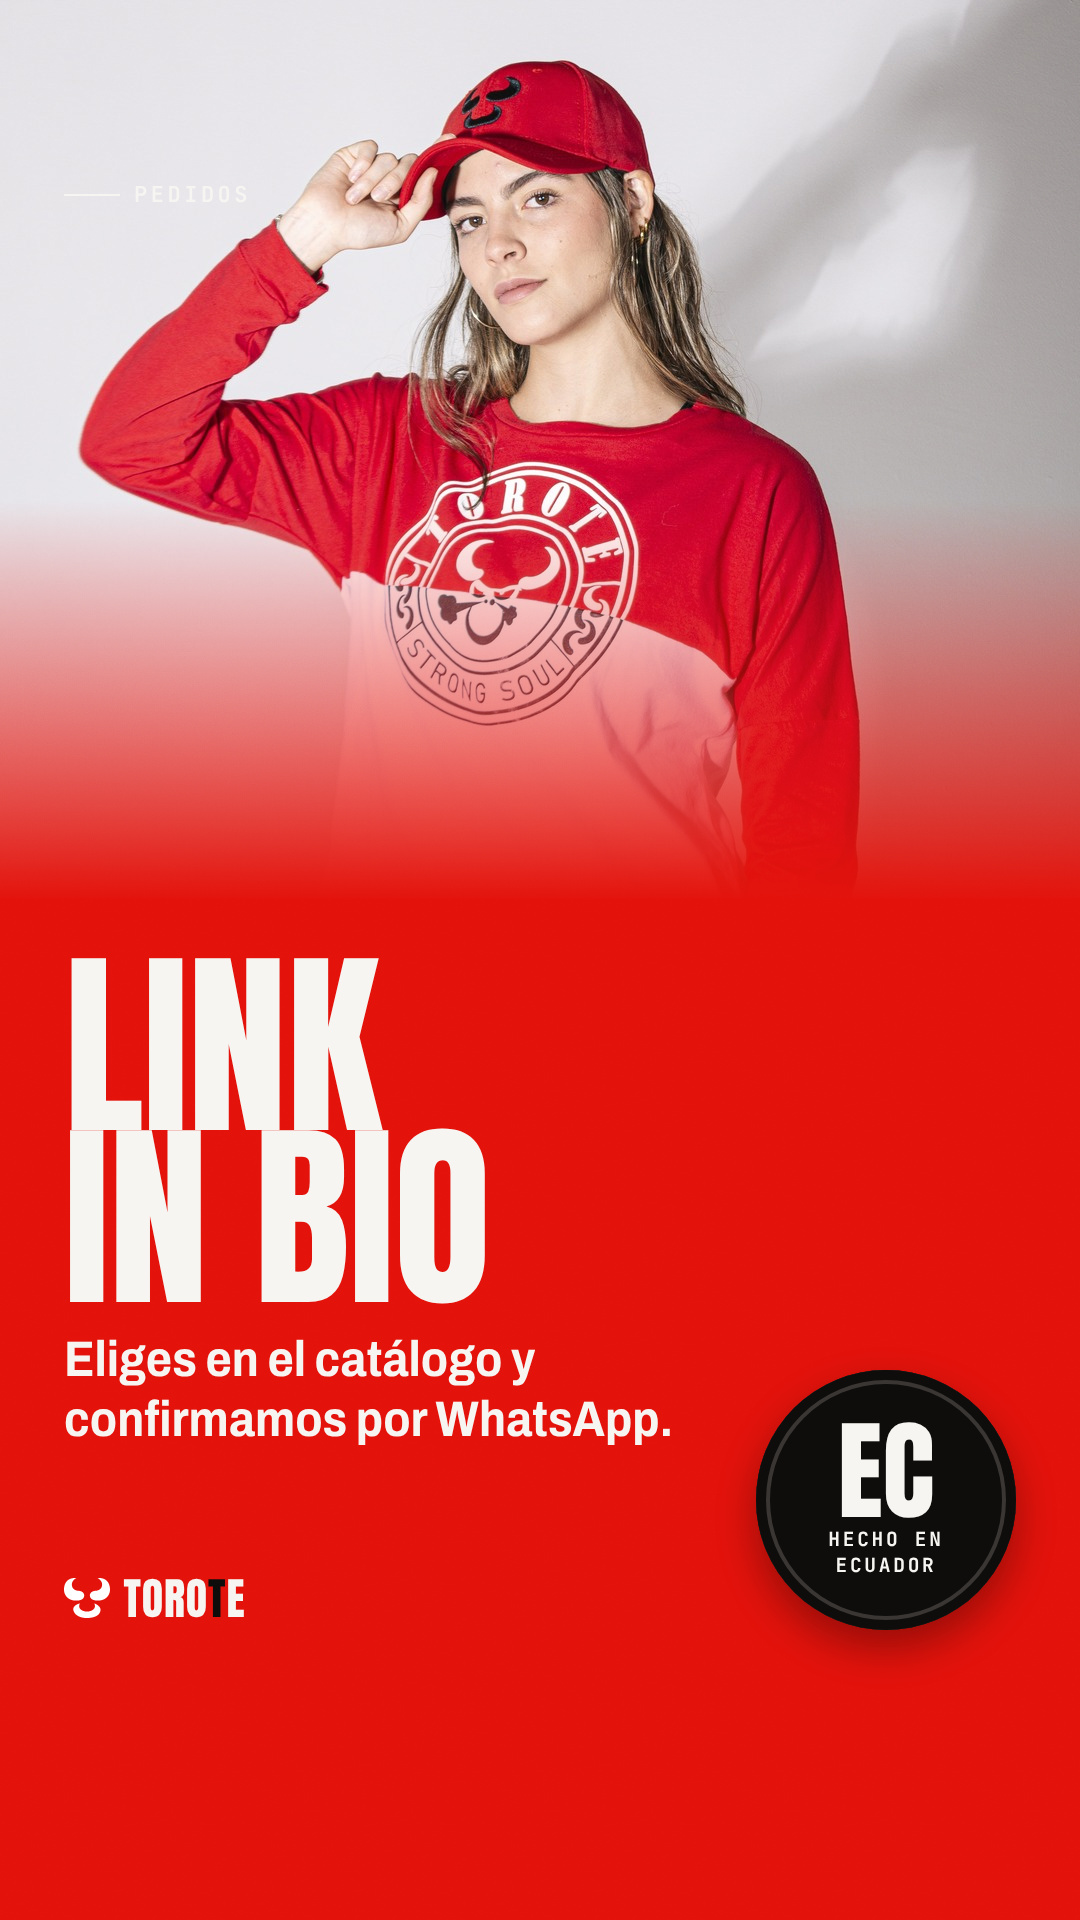 PEDIDOS
TOROTE
STRONG SOUL
LINK
IN BIO
Eliges en el catálogo y
confirmamos por WhatsApp.
EC
HECHO EN
ECUADOR
TOROTE